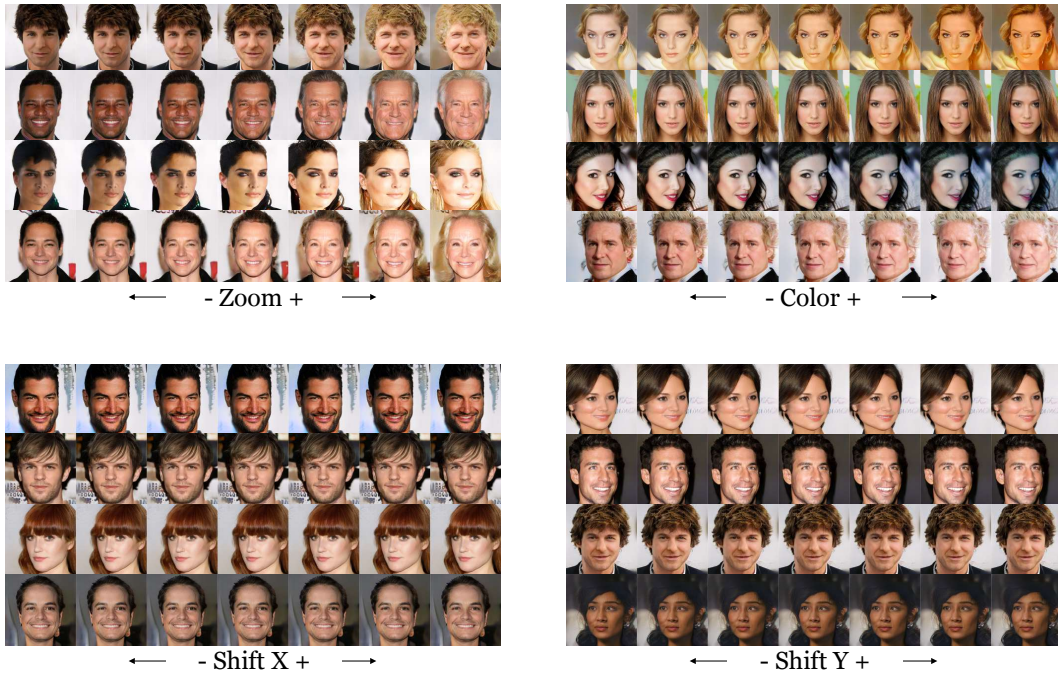 - Zoom +
- Color +
- Shift X +
- Shift Y +